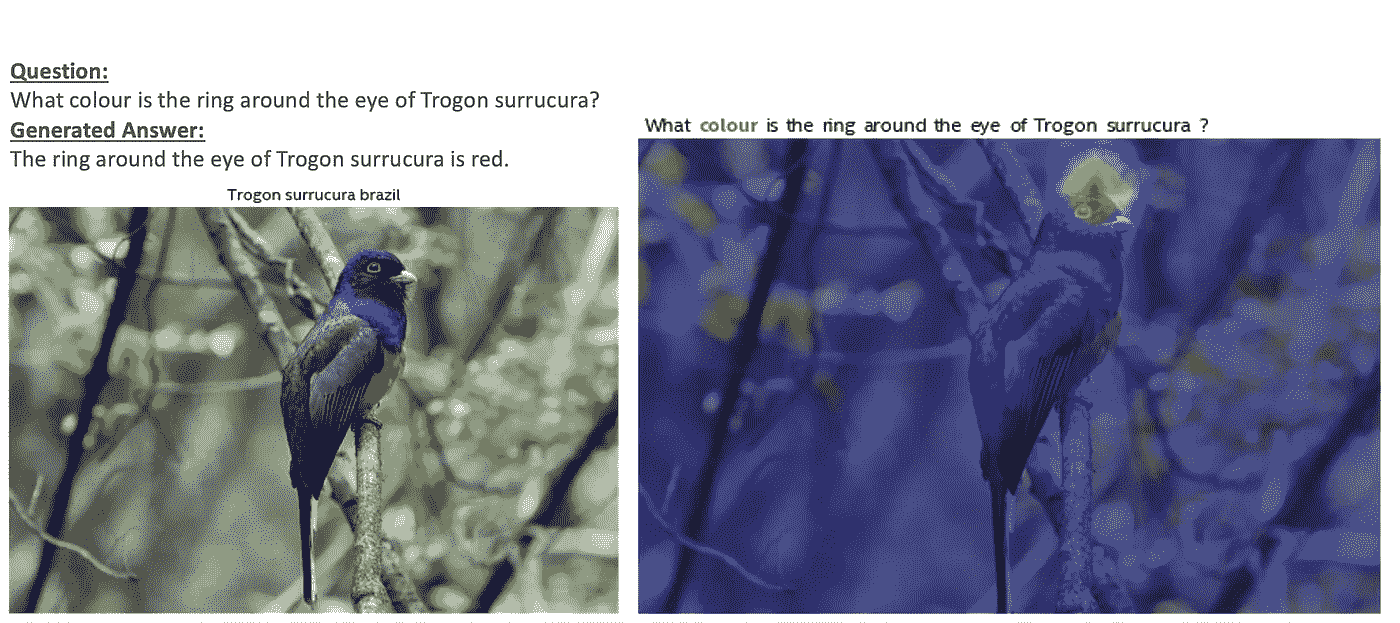 Question:
What colour is the ring around the eye of Trogon surrucura?
Generated Answer:
The ring around the eye of Trogon surrucura is red.
Trogon surrucura brazil
What colour is the ring around the eye of Trogon surrucura ?